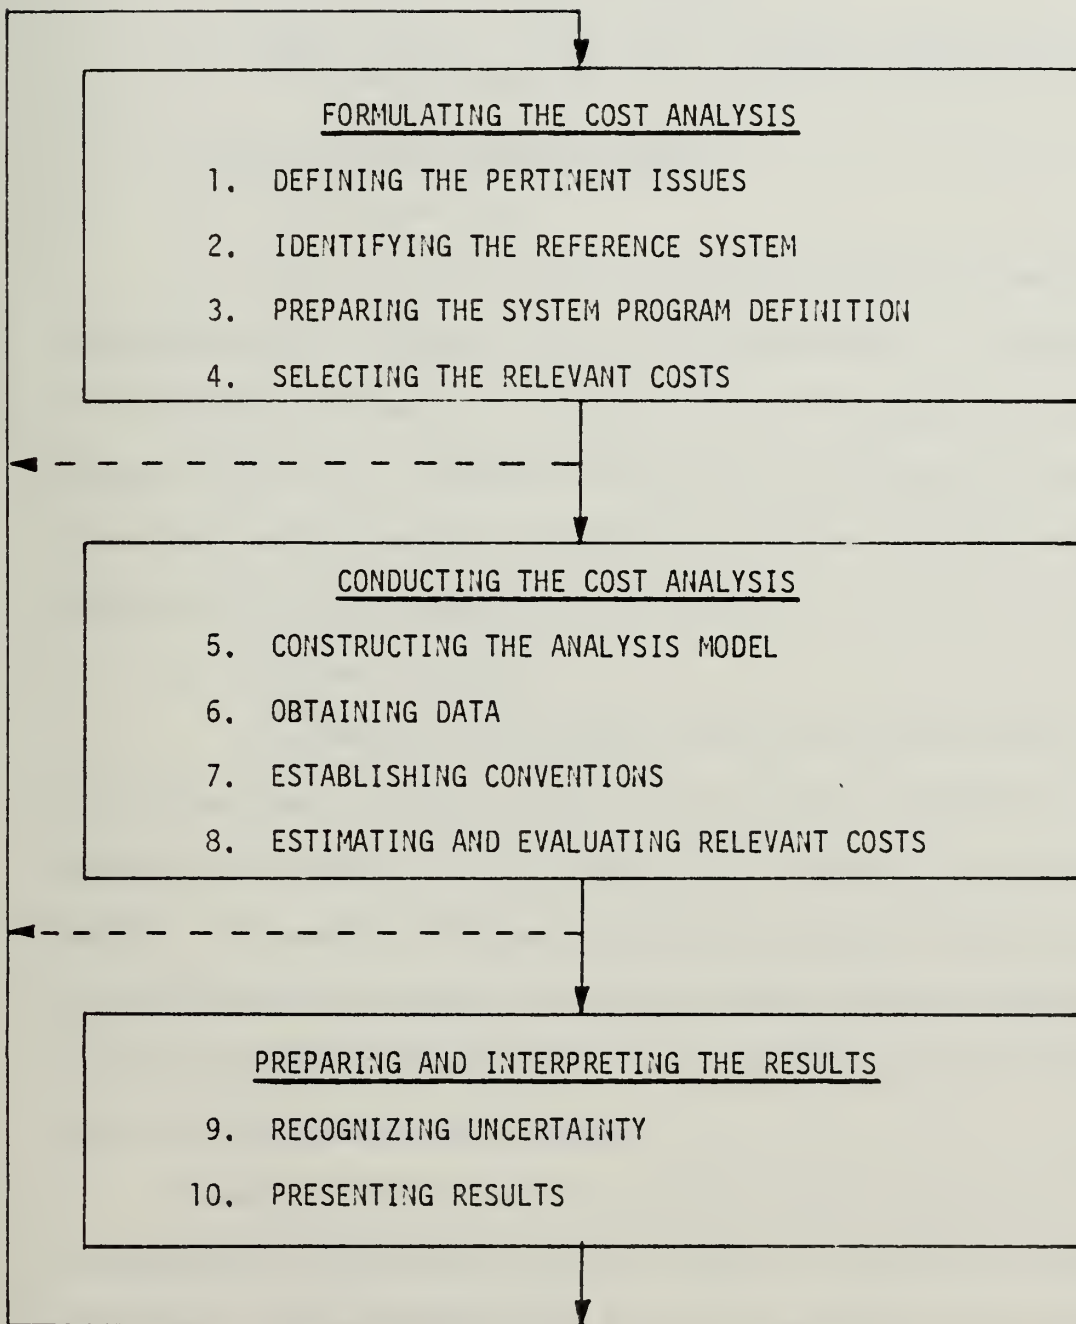 FORMULATING THE COST ANALYSIS
1. DEFINING THE PERTINENT ISSUES
2. IDENTIFYING THE REFERENCE SYSTEM
3. PREPARING THE SYSTEM PROGRAM DEFINITION
4. SELECTING THE RELEVANT COSTS
CONDUCTING THE COST ANALYSIS
5. CONSTRUCTING THE ANALYSIS MODEL
6. OBTAINING DATA
7. ESTABLISHING CONVENTIONS
8. ESTIMATING AND EVALUATING RELEVANT COSTS
PREPARING AND INTERPRETING THE RESULTS
9. RECOGNIZING UNCERTAINTY
10. PRESENTING RESULTS